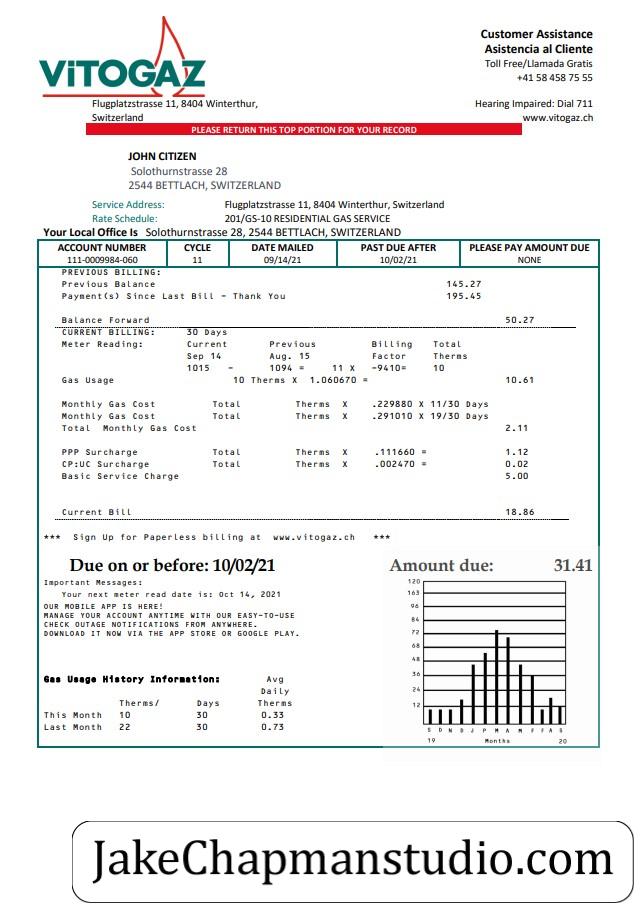 ViTOGAZ
Customer Assistance
Asistencia al Cliente
Toll Free/Llamada Gratis
+41 58 458 75 55
Flugplatzstrasse 11, 8404 Winterthur,
Switzerland
Hearing Impaired: Dial 711
www.vitogaz.ch
PLEASE RETURN THIS TOP PORTION FOR YOUR RECORD
JOHN CITIZEN
Solothurnstrasse 28
2544 BETTLACH, SWITZERLAND
Service Address: Flugplatzstrasse 11, 8404 Winterthur, Switzerland
Rate Schedule: 201/GS-10 RESIDENTIAL GAS SERVICE
Your Local Office Is Solothurnstrasse 28, 2544 BETTLACH, SWITZERLAND
ACCOUNT NUMBER CYCLE DATE MAILED PAST DUE AFTER PLEASE PAY AMOUNT DUE
111-0009984-060 11 09/14/21 10/02/21 NONE
PREVIOUS BILLING:
Previous Balance 145.27
Payment(s) Since Last Bill - Thank You 195.45
Balance Forward 50.27
CURRENT BILLING: 30 Days
Meter Reading: Current Previous Billing Total
Sep 14 Aug. 15 Factor Therms
1015 - 1094 = 11 X -9410= 10
Gas Usage 10 Therms X 1.060670 = 10.61
Monthly Gas Cost Total Therms X .229880 X 11/30 Days
Monthly Gas Cost Total Therms X .291010 X 19/30 Days
Total Monthly Gas Cost 2.11
PPP Surcharge Total Therms X .111660 = 1.12
CP:UC Surcharge Total Therms X .002470 = 0.02
Basic Service Charge 5.00
Current Bill 18.86
*** Sign Up for Paperless billing at www.vitogaz.ch ***
Due on or before: 10/02/21 Amount due: 31.41
Important Messages:
Your next meter read date is: Oct 14, 2021
OUR MOBILE APP IS HERE!
MANAGE YOUR ACCOUNT ANYTIME WITH OUR EASY-TO-USE
CHECK OUTAGE NOTIFICATIONS FROM ANYWHERE.
DOWNLOAD IT NOW VIA THE APP STORE OR GOOGLE PLAY.
Gas Usage History Information: Avg
Daily
Therms/ Days Therms
This Month 10 30 0.33
Last Month 22 30 0.73
120
163
96
84
72
68
48
36
24
12
S D N D J P M A M F F A S
19 Months 20
JakeChapmanstudio.com